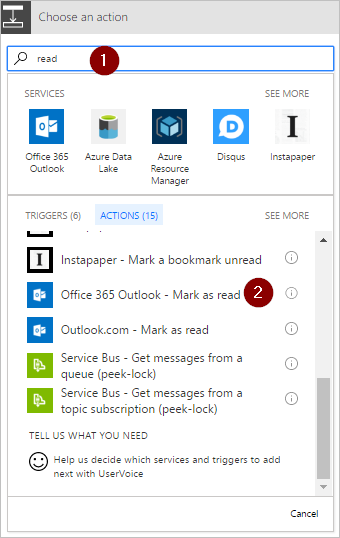 Choose an action
read
1
SERVICES SEE MORE
Office 365
Outlook
Azure Data
Lake
Azure
Resource
Manager
Disqus
Instapaper
TRIGGERS (6) ACTIONS (15) SEE MORE
Instapaper - Mark a bookmark unread
Office 365 Outlook - Mark as read
2
Outlook.com - Mark as read
Service Bus - Get messages from a
queue (peek-lock)
Service Bus - Get messages from a
topic subscription (peek-lock)
TELL US WHAT YOU NEED
Help us decide which services and triggers to add
next with UserVoice
Cancel